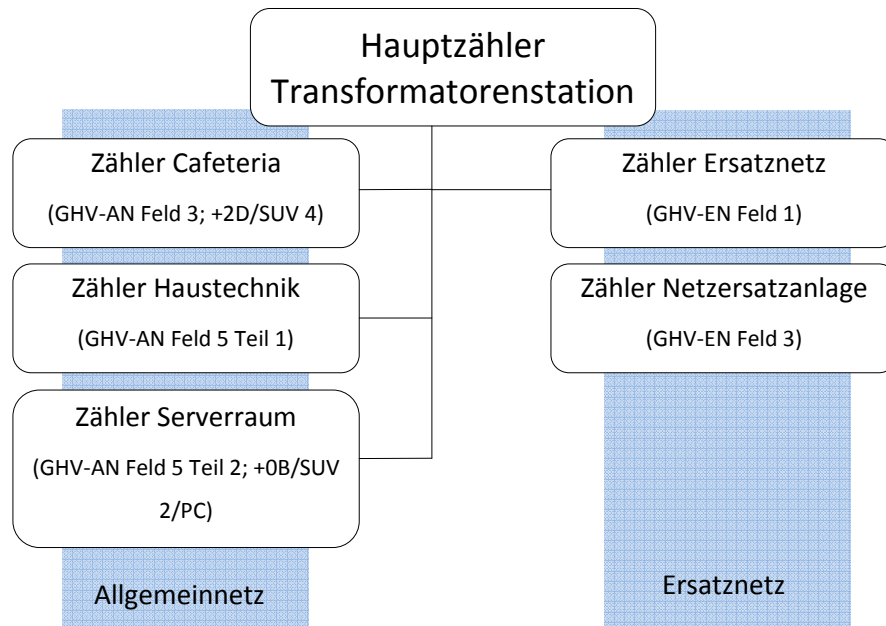 Hauptzähler
Transformatorenstation
Zähler Cafeteria
(GHV-AN Feld 3; +2D/SUV 4)
Zähler Haustechnik
(GHV-AN Feld 5 Teil 1)
Zähler Serverraum
(GHV-AN Feld 5 Teil 2; +0B/SUV
2/PC)
Allgemeinnetz
Zähler Ersatznetz
(GHV-EN Feld 1)
Zähler Netzersatzanlage
(GHV-EN Feld 3)
Ersatznetz